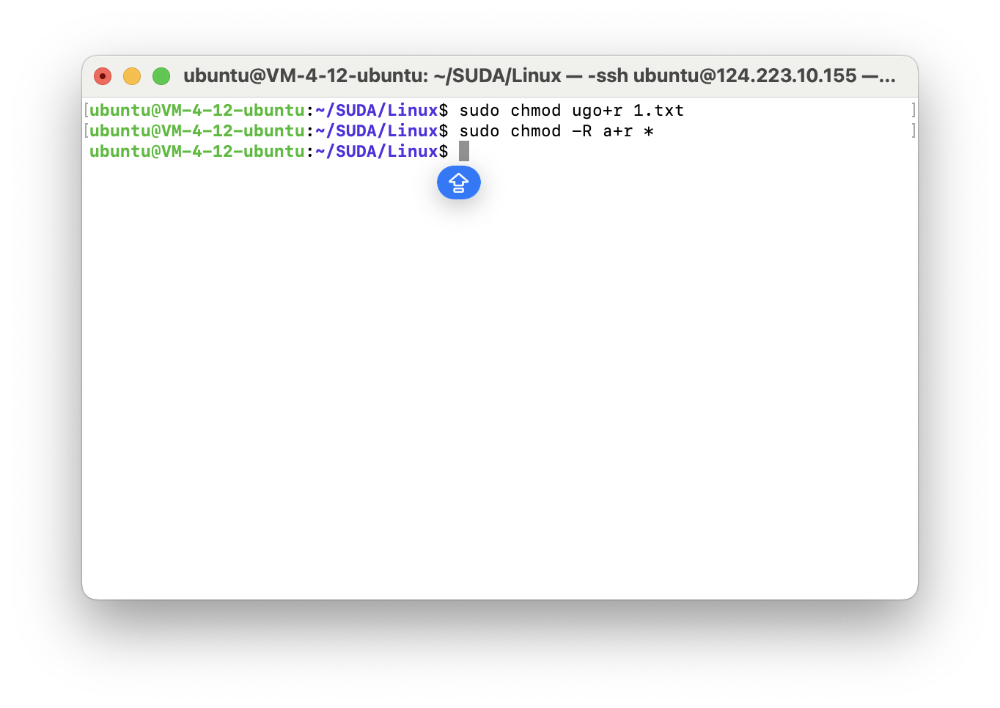 ubuntu@VM-4-12-ubuntu: ~/SUDA/Linux — -ssh ubuntu@124.223.10.155 —...
[ubuntu@VM-4-12-ubuntu:~/SUDA/Linux$ sudo chmod ugo+r 1.txt ]
[ubuntu@VM-4-12-ubuntu:~/SUDA/Linux$ sudo chmod -R a+r * ]
ubuntu@VM-4-12-ubuntu:~/SUDA/Linux$